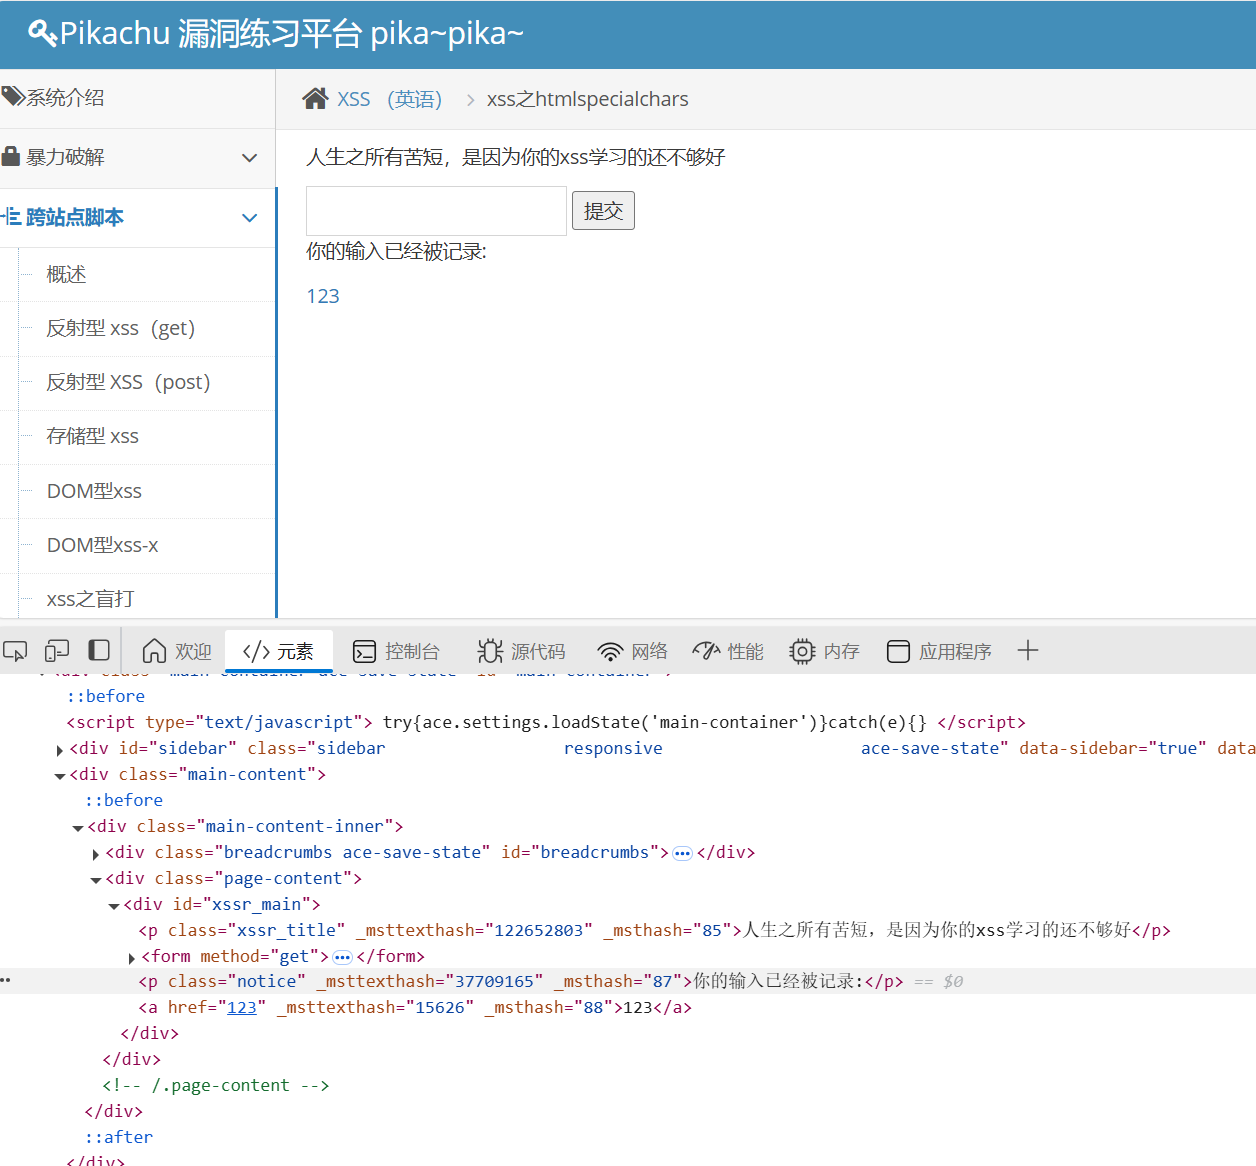 Pikachu 漏洞练习平台 pika~pika~
系统介绍
暴力破解
跨站点脚本
概述
反射型 xss（get）
反射型 XSS（post）
存储型 xss
DOM型xss
DOM型xss-x
xss之盲打
XSS （英语） > xss之htmlspecialchars
人生之所有苦短，是因为你的xss学习的还不够好
提交
你的输入已经被记录:
123
欢迎 </> 元素 控制台 源代码 网络 性能 内存 应用程序
<div class="main-container ace-save-state" id="main-container">
::before
<script type="text/javascript"> try{ace.settings.loadState('main-container')}catch(e){} </script>
<div id="sidebar" class="sidebar responsive ace-save-state" data-sidebar="true" data
<div class="main-content">
::before
<div class="main-content-inner">
<div class="breadcrumbs ace-save-state" id="breadcrumbs">•••</div>
<div class="page-content">
<div id="xssr_main">
<p class="xssr_title" _msttexthash="122652803" _msthash="85">人生之所有苦短，是因为你的xss学习的还不够好</p>
<form method="get">•••</form>
<p class="notice" _msttexthash="37709165" _msthash="87">你的输入已经被记录:</p> == $0
<a href="123" _msttexthash="15626" _msthash="88">123</a>
</div>
</div>
<!-- /.page-content -->
</div>
::after
</div>